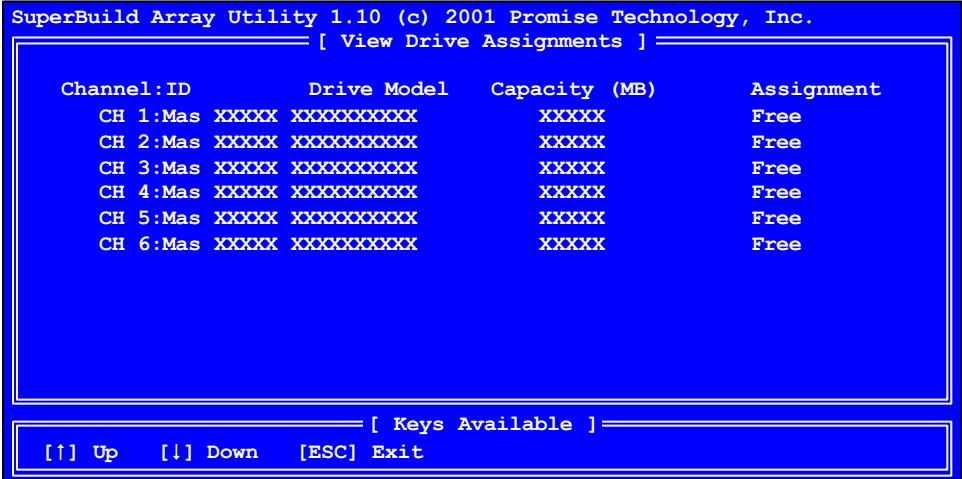 SuperBuild Array Utility 1.10 (c) 2001 Promise Technology, Inc.
[ View Drive Assignments ]
Channel:ID Drive Model Capacity (MB) Assignment
CH 1:Mas XXXXX XXXXXXXXXX XXXXX Free
CH 2:Mas XXXXX XXXXXXXXXX XXXXX Free
CH 3:Mas XXXXX XXXXXXXXXX XXXXX Free
CH 4:Mas XXXXX XXXXXXXXXX XXXXX Free
CH 5:Mas XXXXX XXXXXXXXXX XXXXX Free
CH 6:Mas XXXXX XXXXXXXXXX XXXXX Free
[ Keys Available ]
[↑] Up [↓] Down [ESC] Exit